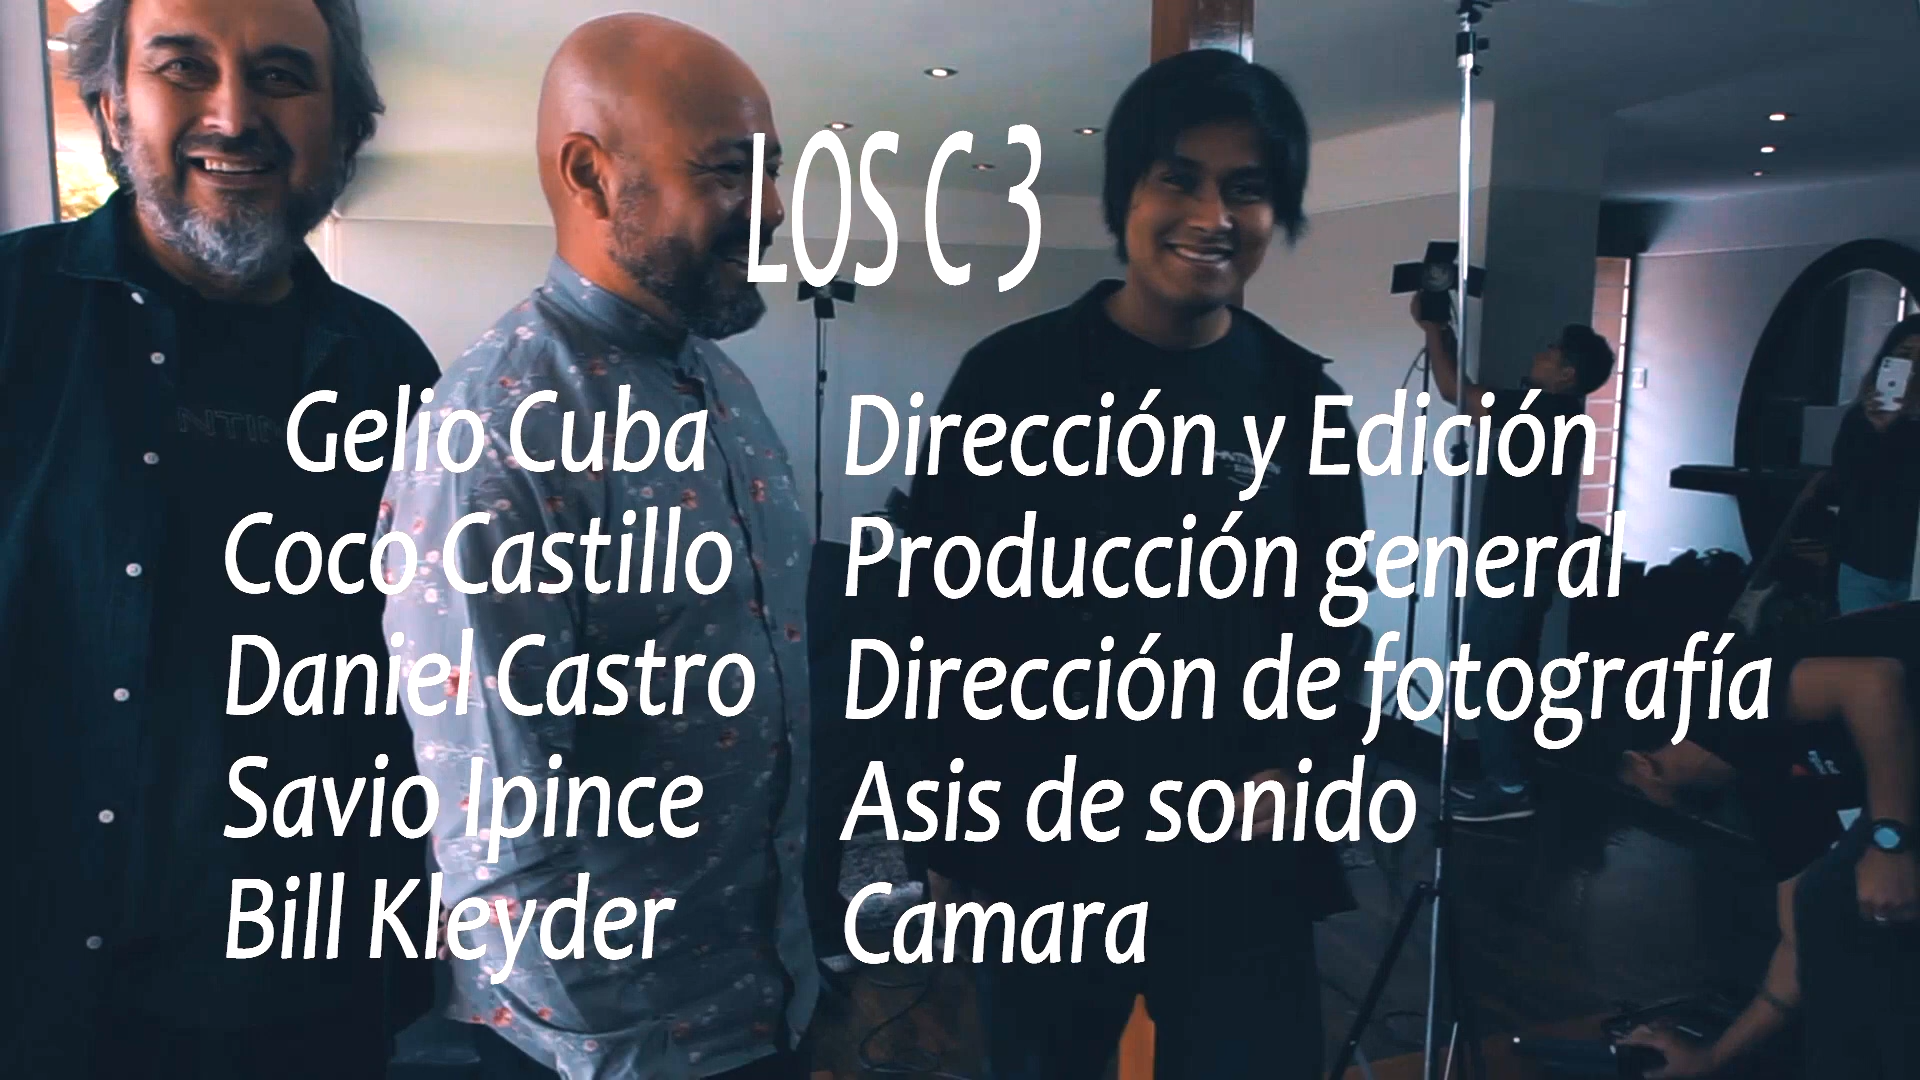 LOS C 3
Gelio Cuba Dirección y Edición
Coco Castillo Producción general
Daniel Castro Dirección de fotografía
Savio Ipince Asis de sonido
Bill Kleyder Camara